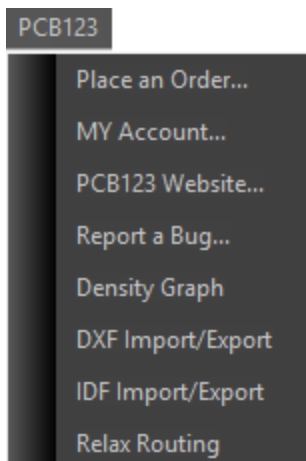 PCB123
Place an Order...
MY Account...
PCB123 Website...
Report a Bug...
Density Graph
DXF Import/Export
IDF Import/Export
Relax Routing